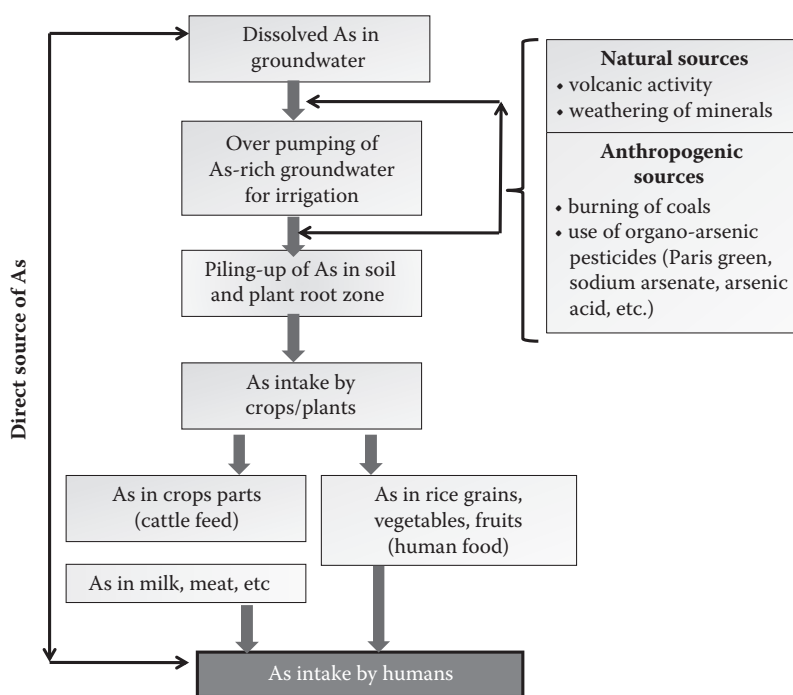 Dissolved As in
groundwater
Over pumping of
As-rich groundwater
for irrigation
Piling-up of As in soil
and plant root zone
As intake by
crops/plants
As in crops parts
(cattle feed)
As in rice grains,
vegetables, fruits
(human food)
As in milk, meat, etc
As intake by humans
Direct source of As
Natural sources
• volcanic activity
• weathering of minerals
Anthropogenic
sources
• burning of coals
• use of organo-arsenic
pesticides (Paris green,
sodium arsenate, arsenic
acid, etc.)